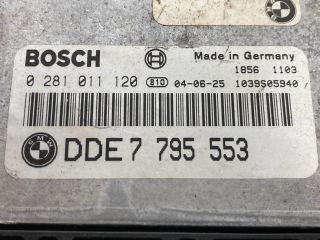 BOSCH
Made in Germany
1856 1103
0 281 011 120 810 04-06-25 1039S05940
BMW
DDE 7 795 553